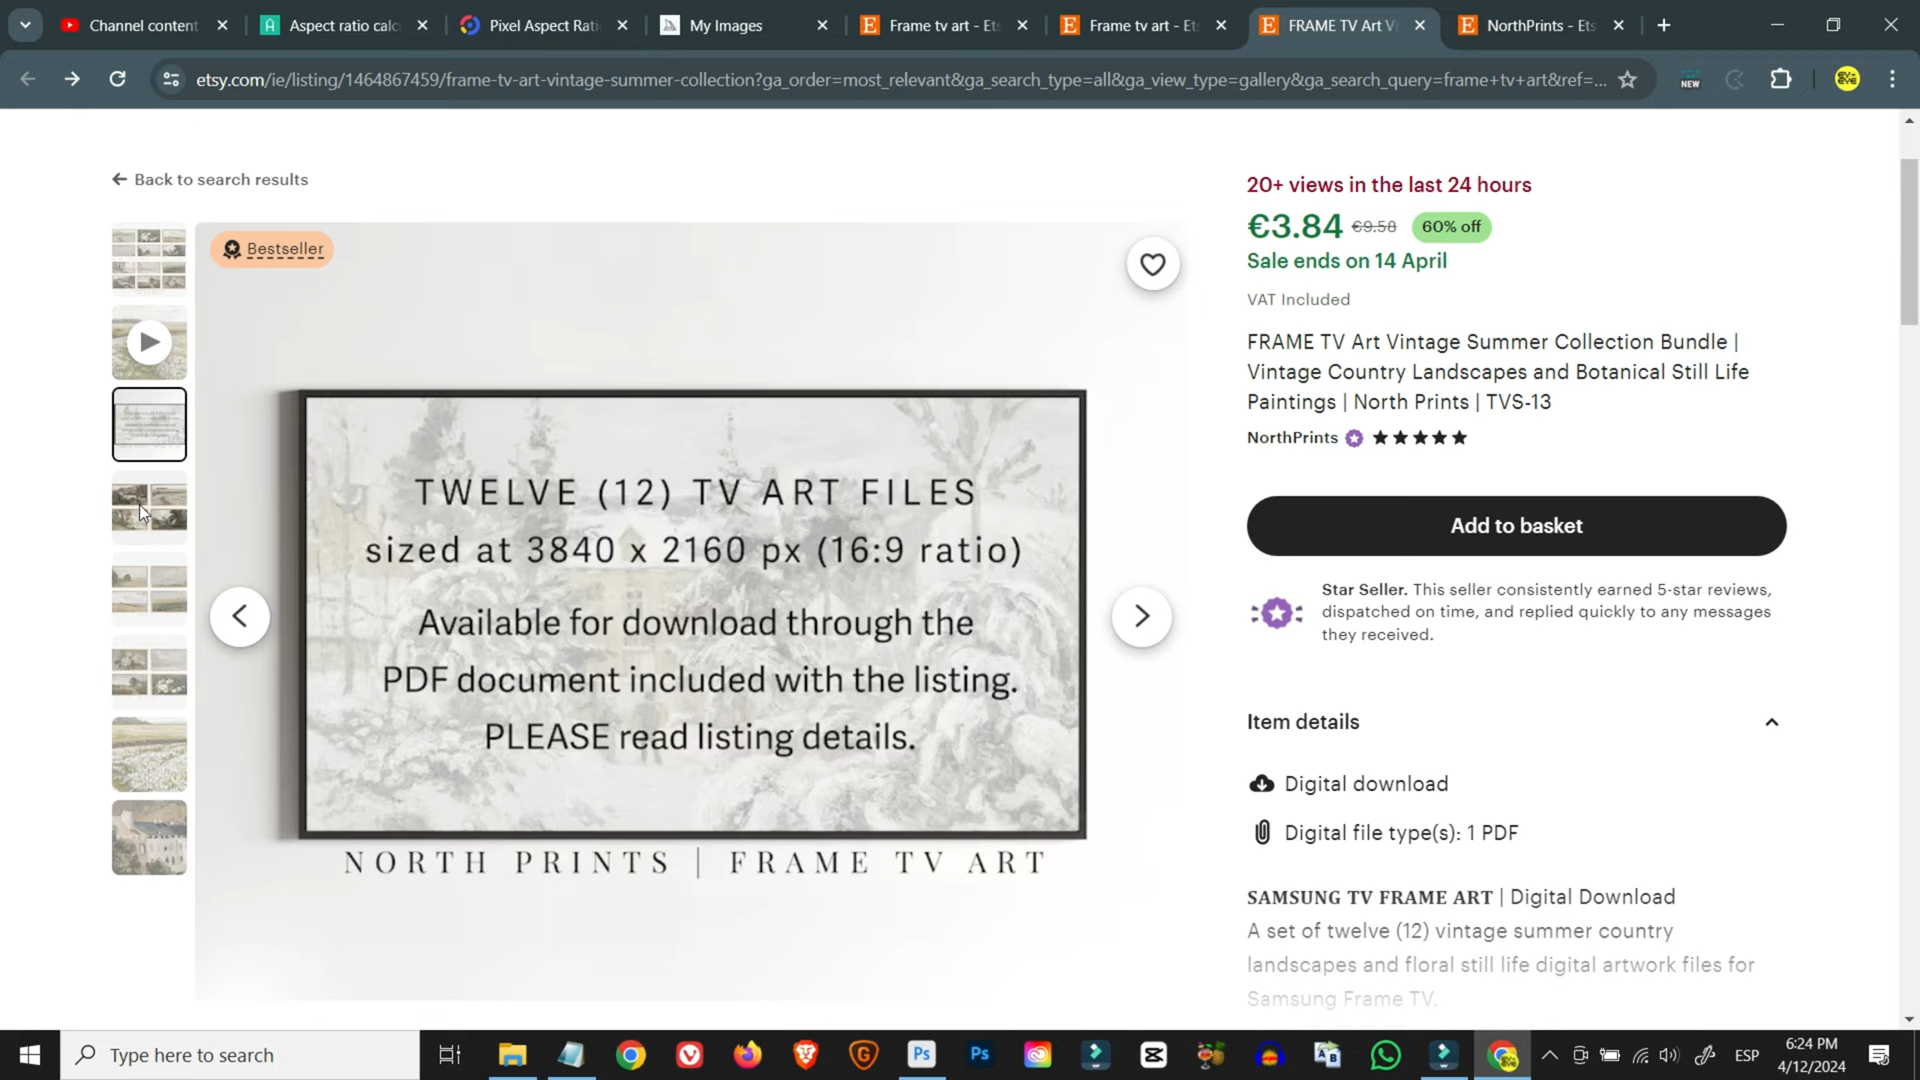 Channel content
Aspect ratio calc
Pixel Aspect Rati
My Images
Frame tv art - Ets
Frame tv art - Ets
FRAME TV Art Vi
NorthPrints - Ets
etsy.com/ie/listing/1464867459/frame-tv-art-vintage-summer-collection?ga_order=most_relevant&ga_search_type=all&ga_view_type=gallery&ga_search_query=frame+tv+art&ref=...
NEW
Back to search results
Bestseller
TWELVE (12) TV ART FILES
sized at 3840 x 2160 px (16:9 ratio)
Available for download through the
PDF document included with the listing.
PLEASE read listing details.
NORTH PRINTS | FRAME TV ART
20+ views in the last 24 hours
€3.84 €9.58 60% off
Sale ends on 14 April
VAT Included
FRAME TV Art Vintage Summer Collection Bundle |
Vintage Country Landscapes and Botanical Still Life
Paintings | North Prints | TVS-13
NorthPrints
Add to basket
Star Seller. This seller consistently earned 5-star reviews,
dispatched on time, and replied quickly to any messages
they received.
Item details
Digital download
Digital file type(s): 1 PDF
SAMSUNG TV FRAME ART | Digital Download
A set of twelve (12) vintage summer country
landscapes and floral still life digital artwork files for
Samsung Frame TV.
Type here to search
Ps
Ps
ESP
6:24 PM
4/12/2024